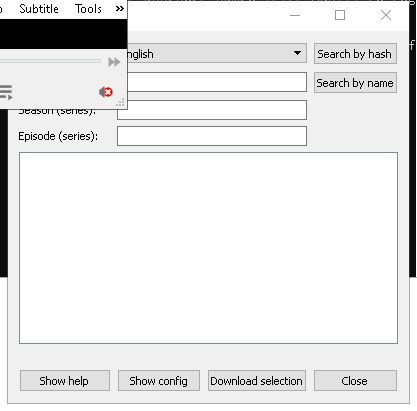 Subtitle Tools »
nglish
Search by hash
Search by name
Season (series):
Episode (series):
Show help
Show config
Download selection
Close